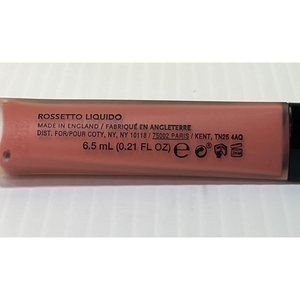 ROSSETTO LIQUIDO
MADE IN ENGLAND / FABRIQUÉ EN ANGLETERRE
DIST. FOR/POUR COTY, NY, NY 10118 / 75002 PARIS / KENT, TN25 4AQ
6.5 mL (0.21 FL OZ) e